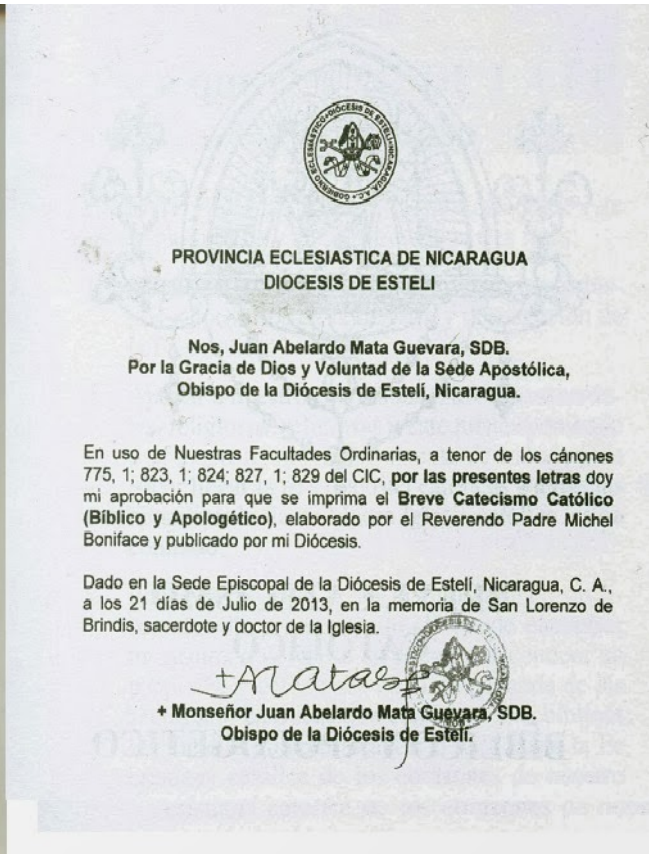 GOBIERNO ECLESIÁSTICO • DIÓCESIS DE ESTELI • NICARAGUA, A.C. •
PROVINCIA ECLESIASTICA DE NICARAGUA
DIOCESIS DE ESTELI
Nos, Juan Abelardo Mata Guevara, SDB.
Por la Gracia de Dios y Voluntad de la Sede Apostólica,
Obispo de la Diócesis de Estelí, Nicaragua.
En uso de Nuestras Facultades Ordinarias, a tenor de los cánones
775, 1; 823, 1; 824; 827, 1; 829 del CIC, por las presentes letras doy
mi aprobación para que se imprima el Breve Catecismo Católico
(Bíblico y Apologético), elaborado por el Reverendo Padre Michel
Boniface y publicado por mi Diócesis.
Dado en la Sede Episcopal de la Diócesis de Estelí, Nicaragua, C. A.,
a los 21 días de Julio de 2013, en la memoria de San Lorenzo de
Brindis, sacerdote y doctor de la Iglesia.
+ Monseñor Juan Abelardo Mata Guevara, SDB.
Obispo de la Diócesis de Estelí.